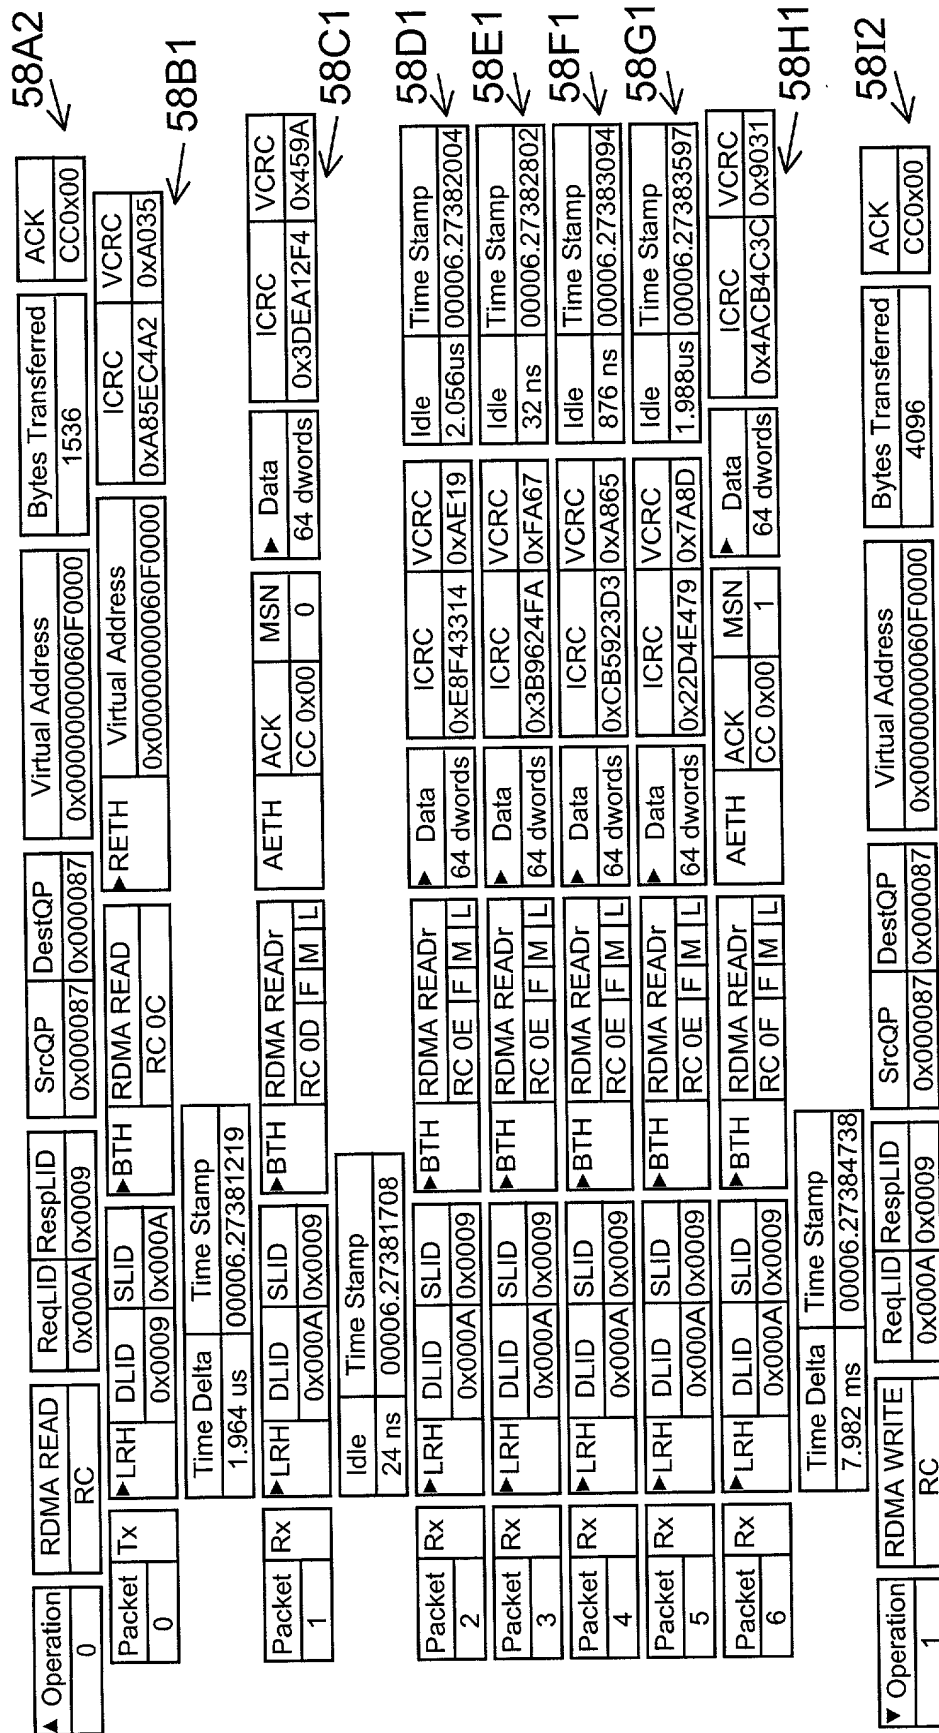 ▲ Operation RDMA READ ReqLID RespLID SrcQP DestQP Virtual Address Bytes Transferred ACK 58A2
0 RC 0x000A 0x0009 0x000087 0x000087 0x00000000060F0000 1536 CC0x00
Packet Tx ►LRH DLID SLID ►BTH RDMA READ ►RETH Virtual Address ICRC VCRC 58B1
0 0x0009 0x000A RC 0C 0x00000000060F0000 0xA85EC4A2 0xA035
Time Delta Time Stamp
1.964 us 00006.27381219
Packet Rx ►LRH DLID SLID ►BTH RDMA READr AETH ACK MSN ► Data ICRC VCRC 58C1
1 0x000A 0x0009 RC 0D F M L CC 0x00 0 64 dwords 0x3DEA12F4 0x459A
Idle Time Stamp
24 ns 00006.27381708
Packet Rx ►LRH DLID SLID ►BTH RDMA READr ► Data ICRC VCRC Idle Time Stamp 58D1
2 0x000A 0x0009 RC 0E F M L 64 dwords 0xE8F43314 0xAE19 2.056us 00006.27382004
Packet Rx ►LRH DLID SLID ►BTH RDMA READr ► Data ICRC VCRC Idle Time Stamp 58E1
3 0x000A 0x0009 RC 0E F M L 64 dwords 0x3B9624FA 0xFA67 32 ns 00006.27382802
Packet Rx ►LRH DLID SLID ►BTH RDMA READr ► Data ICRC VCRC Idle Time Stamp 58F1
4 0x000A 0x0009 RC 0E F M L 64 dwords 0xCB5923D3 0xA865 876 ns 00006.27383094
Packet Rx ►LRH DLID SLID ►BTH RDMA READr ► Data ICRC VCRC Idle Time Stamp 58G1
5 0x000A 0x0009 RC 0E F M L 64 dwords 0x22D4E479 0x7A8D 1.988us 00006.27383597
Packet Rx ►LRH DLID SLID ►BTH RDMA READr AETH ACK MSN ► Data ICRC VCRC 58H1
6 0x000A 0x0009 RC 0F F M L CC 0x00 1 64 dwords 0x4ACB4C3C 0x9031
Time Delta Time Stamp
7.982 ms 00006.27384738
▼ Operation RDMA WRITE ReqLID RespLID SrcQP DestQP Virtual Address Bytes Transferred ACK 58I2
1 RC 0x000A 0x0009 0x000087 0x000087 0x00000000060F0000 4096 CC0x00